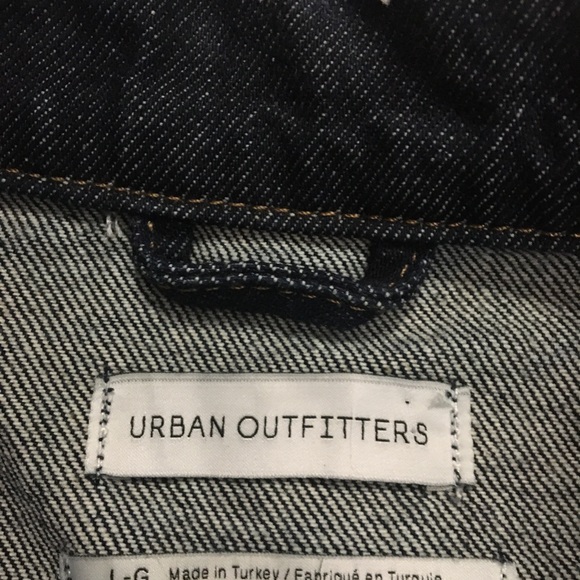 URBAN OUTFITTERS
L-G Made in Turkey / Fabriqué en Turquie